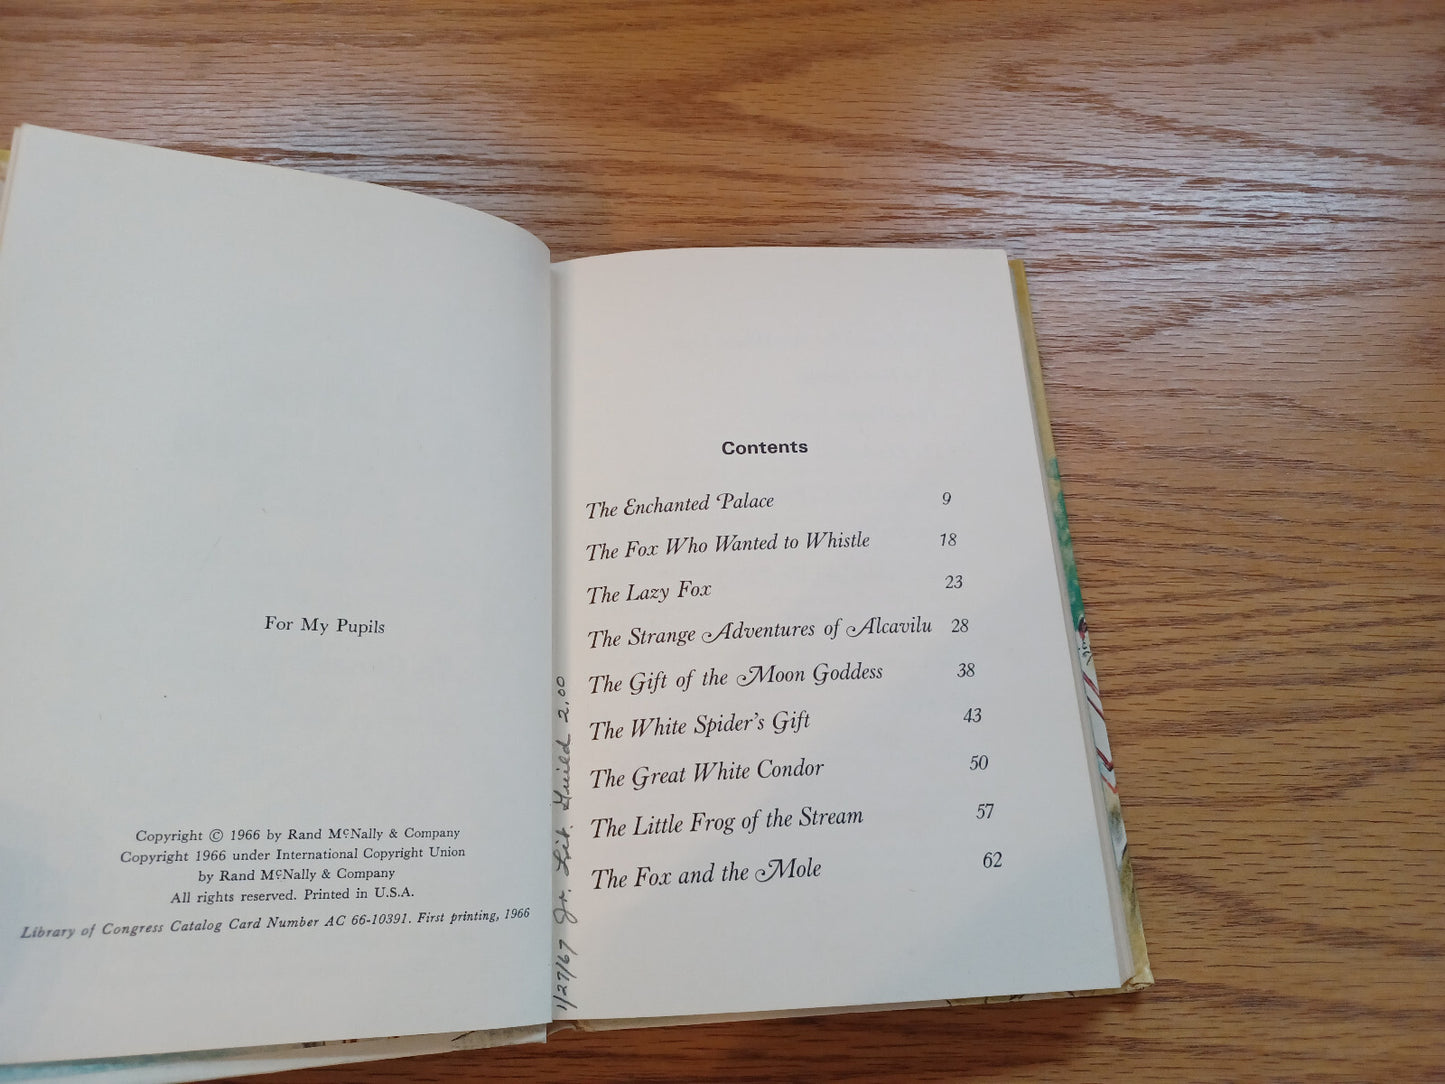 For My Pupils
Copyright © 1966 by Rand McNally & Company
Copyright 1966 under International Copyright Union
by Rand McNally & Company
All rights reserved. Printed in U.S.A.
Library of Congress Catalog Card Number AC 66-10391. First printing, 1966
1/27/67 Jr. Lit. Guild 2.00
Contents
The Enchanted Palace 9
The Fox Who Wanted to Whistle 18
The Lazy Fox 23
The Strange Adventures of Alcavilu 28
The Gift of the Moon Goddess 38
The White Spider's Gift 43
The Great White Condor 50
The Little Frog of the Stream 57
The Fox and the Mole 62